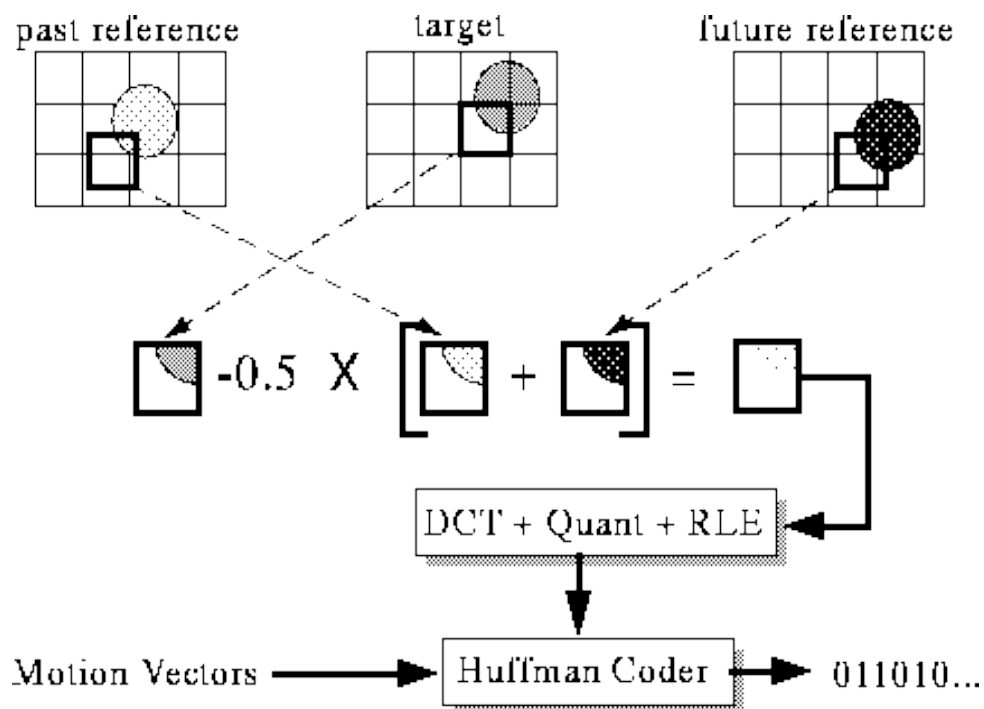 past reference
target
future reference
-0.5 X [ + ] =
DCT + Quant + RLE
Motion Vectors
Huffman Coder
011010...